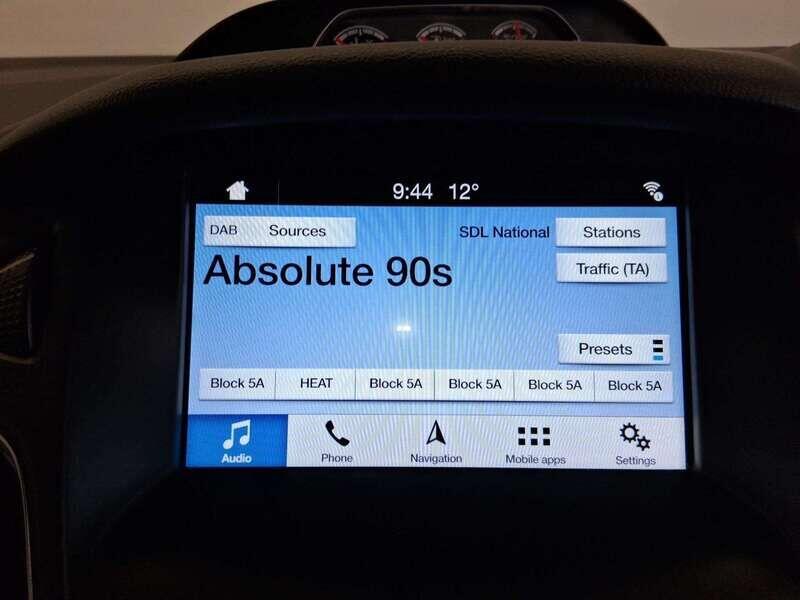 9:44 12°
DAB Sources
SDL National
Stations
Absolute 90s
Traffic (TA)
Presets
Block 5A HEAT Block 5A Block 5A Block 5A Block 5A
Audio Phone Navigation Mobile apps Settings